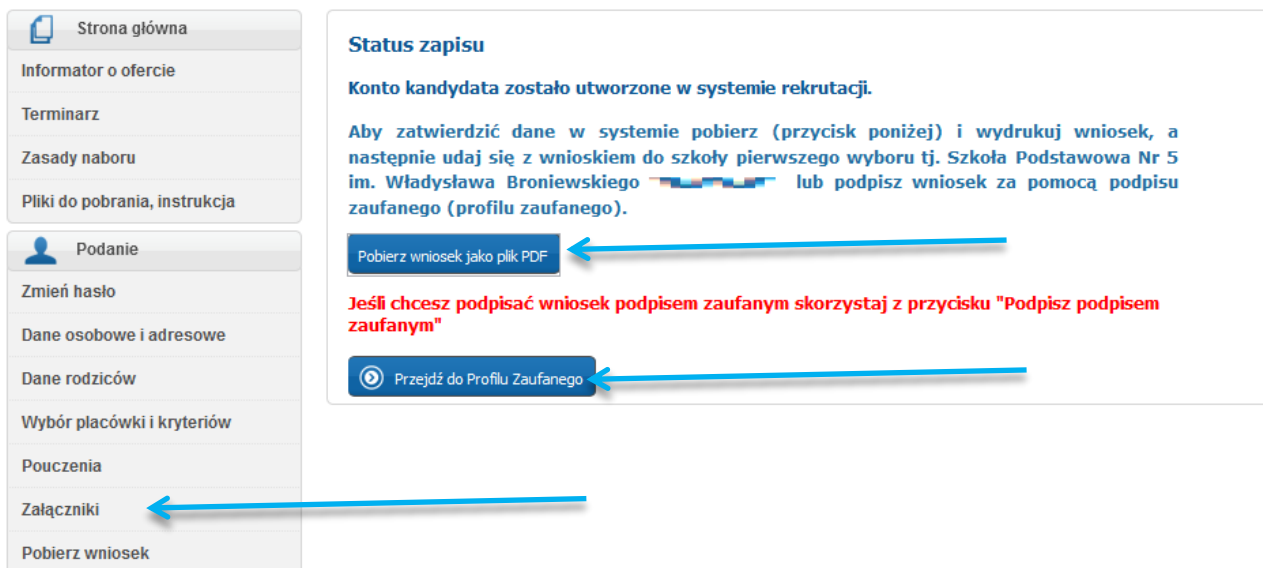 Strona główna
Informator o ofercie
Terminarz
Zasady naboru
Pliki do pobrania, instrukcja
Podanie
Zmień hasło
Dane osobowe i adresowe
Dane rodziców
Wybór placówki i kryteriów
Pouczenia
Załączniki
Pobierz wniosek
Status zapisu
Konto kandydata zostało utworzone w systemie rekrutacji.
Aby zatwierdzić dane w systemie pobierz (przycisk poniżej) i wydrukuj wniosek, a
następnie udaj się z wnioskiem do szkoły pierwszego wyboru tj. Szkoła Podstawowa Nr 5
im. Władysława Broniewskiego lub podpisz wniosek za pomocą podpisu
zaufanego (profilu zaufanego).
Pobierz wniosek jako plik PDF
Jeśli chcesz podpisać wniosek podpisem zaufanym skorzystaj z przycisku "Podpisz podpisem
zaufanym"
Przejdź do Profilu Zaufanego